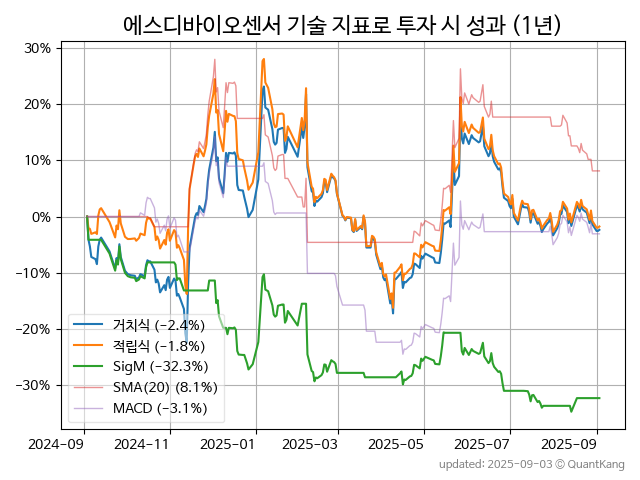 에스디바이오센서 기술 지표로 투자 시 성과 (1년)
30%
20%
10%
0%
−10%
−20%
−30%
거치식 (−2.4%)
적립식 (−1.8%)
SigM (−32.3%)
SMA(20) (8.1%)
MACD (−3.1%)
2024-09 2024-11 2025-01 2025-03 2025-05 2025-07 2025-09
updated: 2025-09-03 © QuantKang